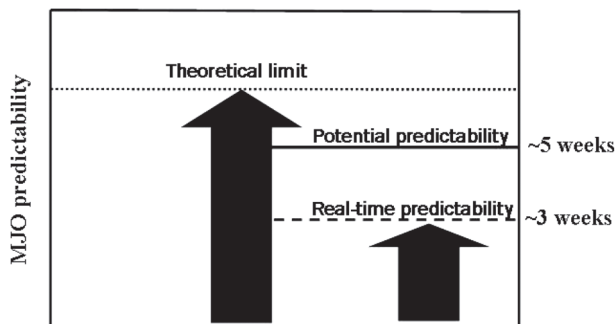 Theoretical limit
Potential predictability
~5 weeks
Real-time predictability
~3 weeks
MJO predictability